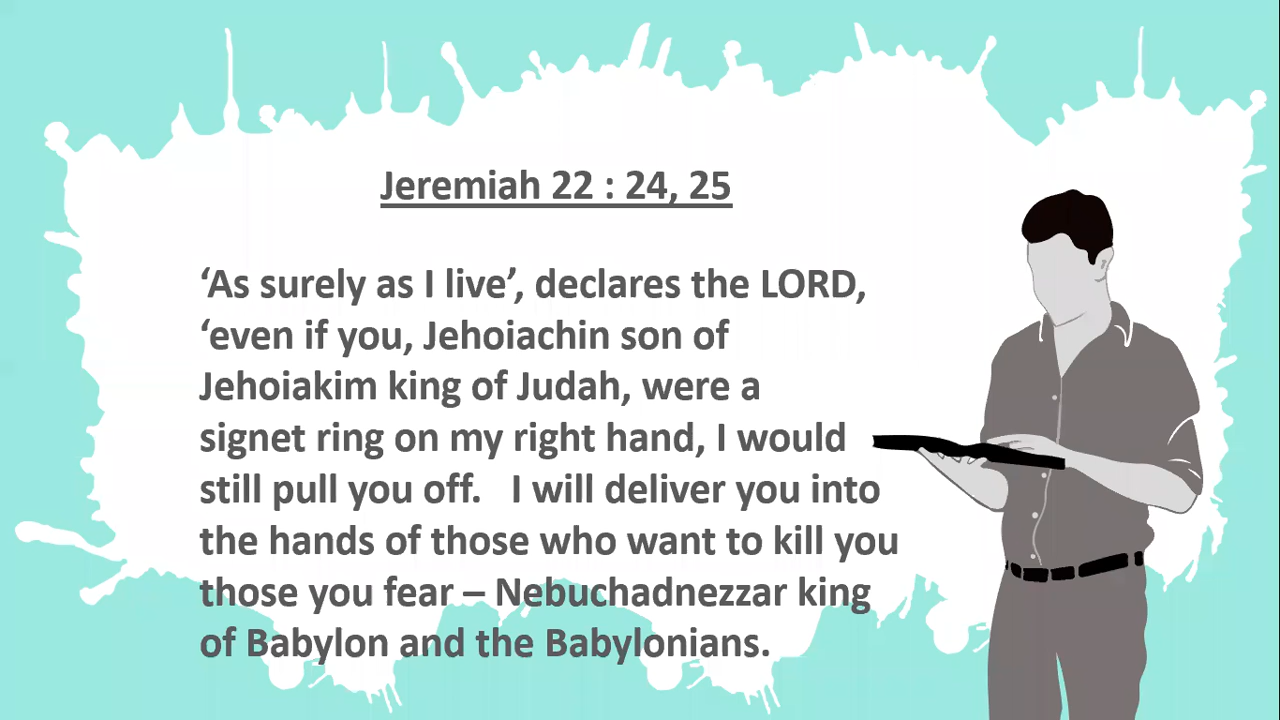 Jeremiah 22 : 24, 25
‘As surely as I live’, declares the LORD,
‘even if you, Jehoiachin son of
Jehoiakim king of Judah, were a
signet ring on my right hand, I would
still pull you off.   I will deliver you into
the hands of those who want to kill you
those you fear – Nebuchadnezzar king
of Babylon and the Babylonians.